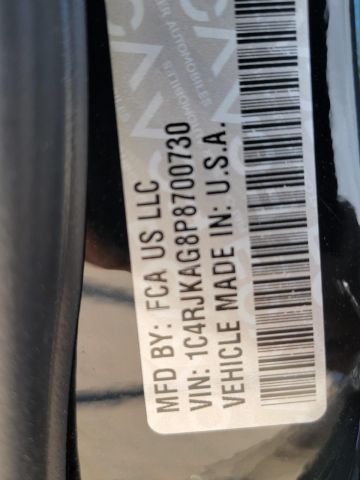 MFD BY: FCA US LLC
VIN: 1C4RJKAG8P8700730
VEHICLE MADE IN: U.S.A.